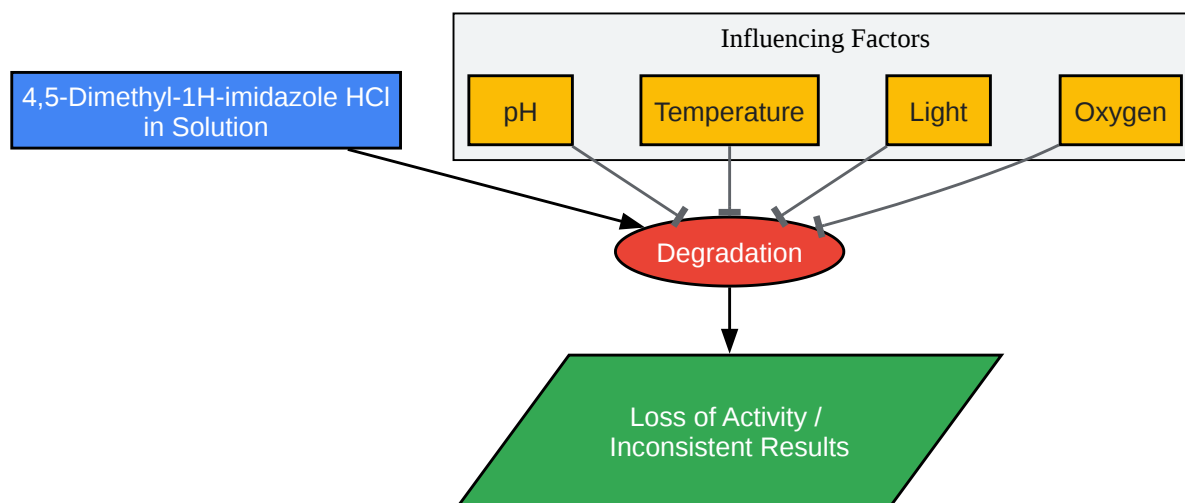 Influencing Factors
4,5-Dimethyl-1H-imidazole HCl
in Solution
pH
Temperature
Light
Oxygen
Degradation
Loss of Activity /
Inconsistent Results